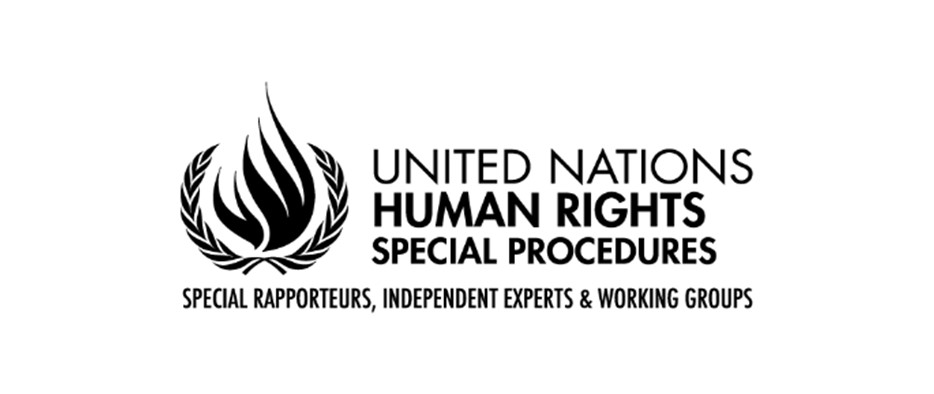 UNITED NATIONS
HUMAN RIGHTS
SPECIAL PROCEDURES
SPECIAL RAPPORTEURS, INDEPENDENT EXPERTS & WORKING GROUPS